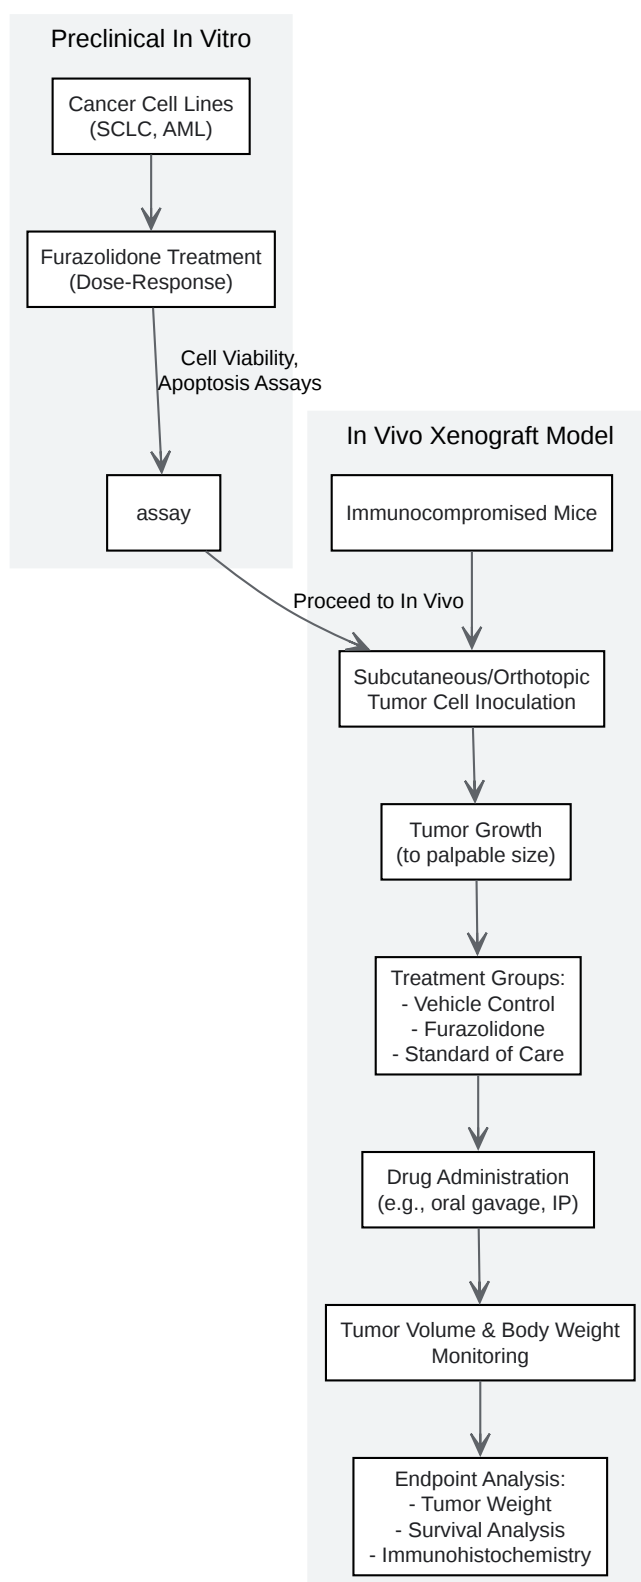 Preclinical In Vitro
Cancer Cell Lines
(SCLC, AML)
Furazolidone Treatment
(Dose-Response)
Cell Viability,
Apoptosis Assays
assay
In Vivo Xenograft Model
Immunocompromised Mice
Proceed to In Vivo
Subcutaneous/Orthotopic
Tumor Cell Inoculation
Tumor Growth
(to palpable size)
Treatment Groups:
- Vehicle Control
- Furazolidone
- Standard of Care
Drug Administration
(e.g., oral gavage, IP)
Tumor Volume & Body Weight
Monitoring
Endpoint Analysis:
- Tumor Weight
- Survival Analysis
- Immunohistochemistry